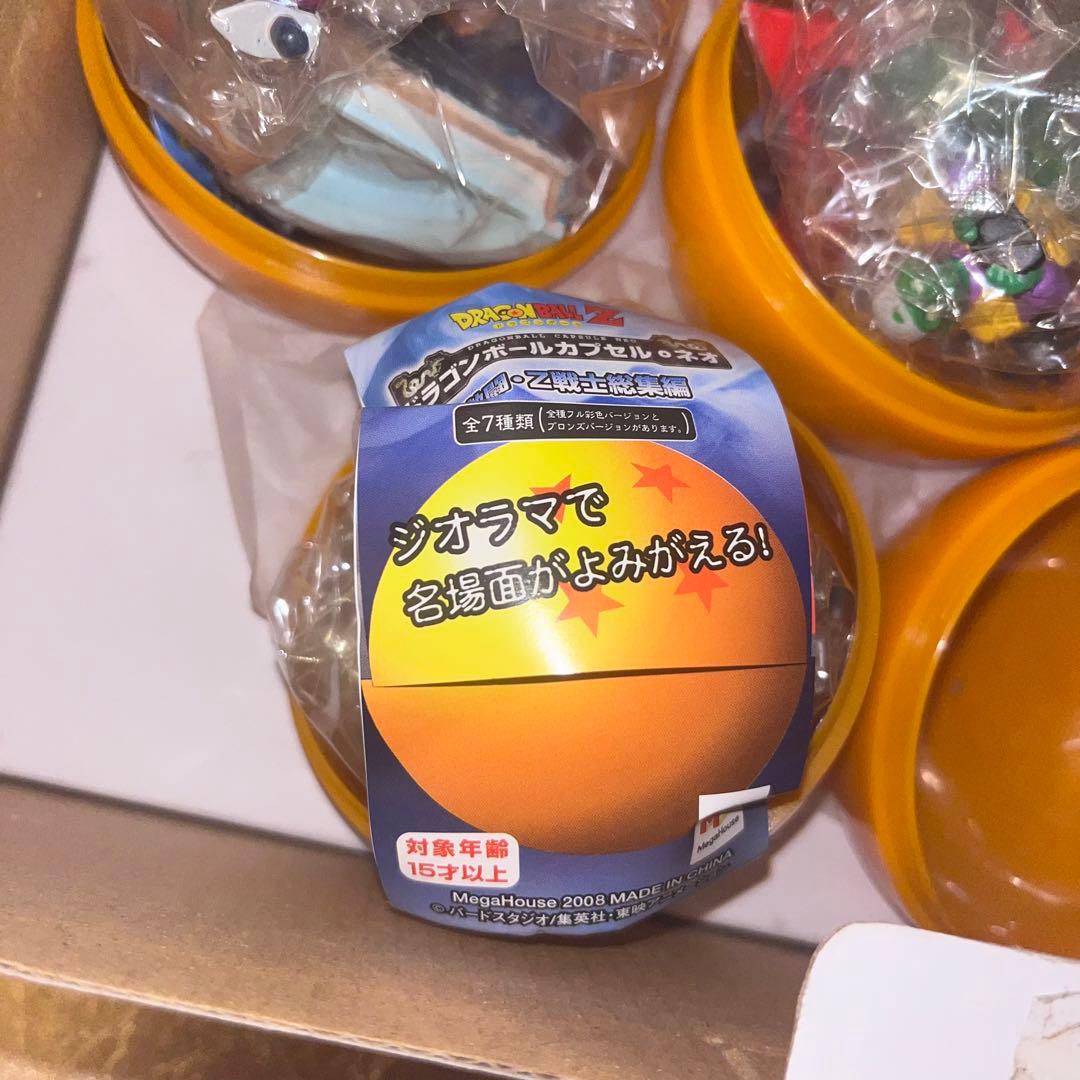 DRAGON BALL Z
DRAGONBALL CAPSULE NEO
ドラゴンボールカプセル・ネオ
闘・Z戦士総集編
全7種類
全種フル彩色バージョンと
ブロンズバージョンがあります。
ジオラマで
名場面がよみがえる!
MegaHouse
対象年齢
15才以上
MegaHouse 2008 MADE IN CHINA
©バードスタジオ/集英社・東映アニメ